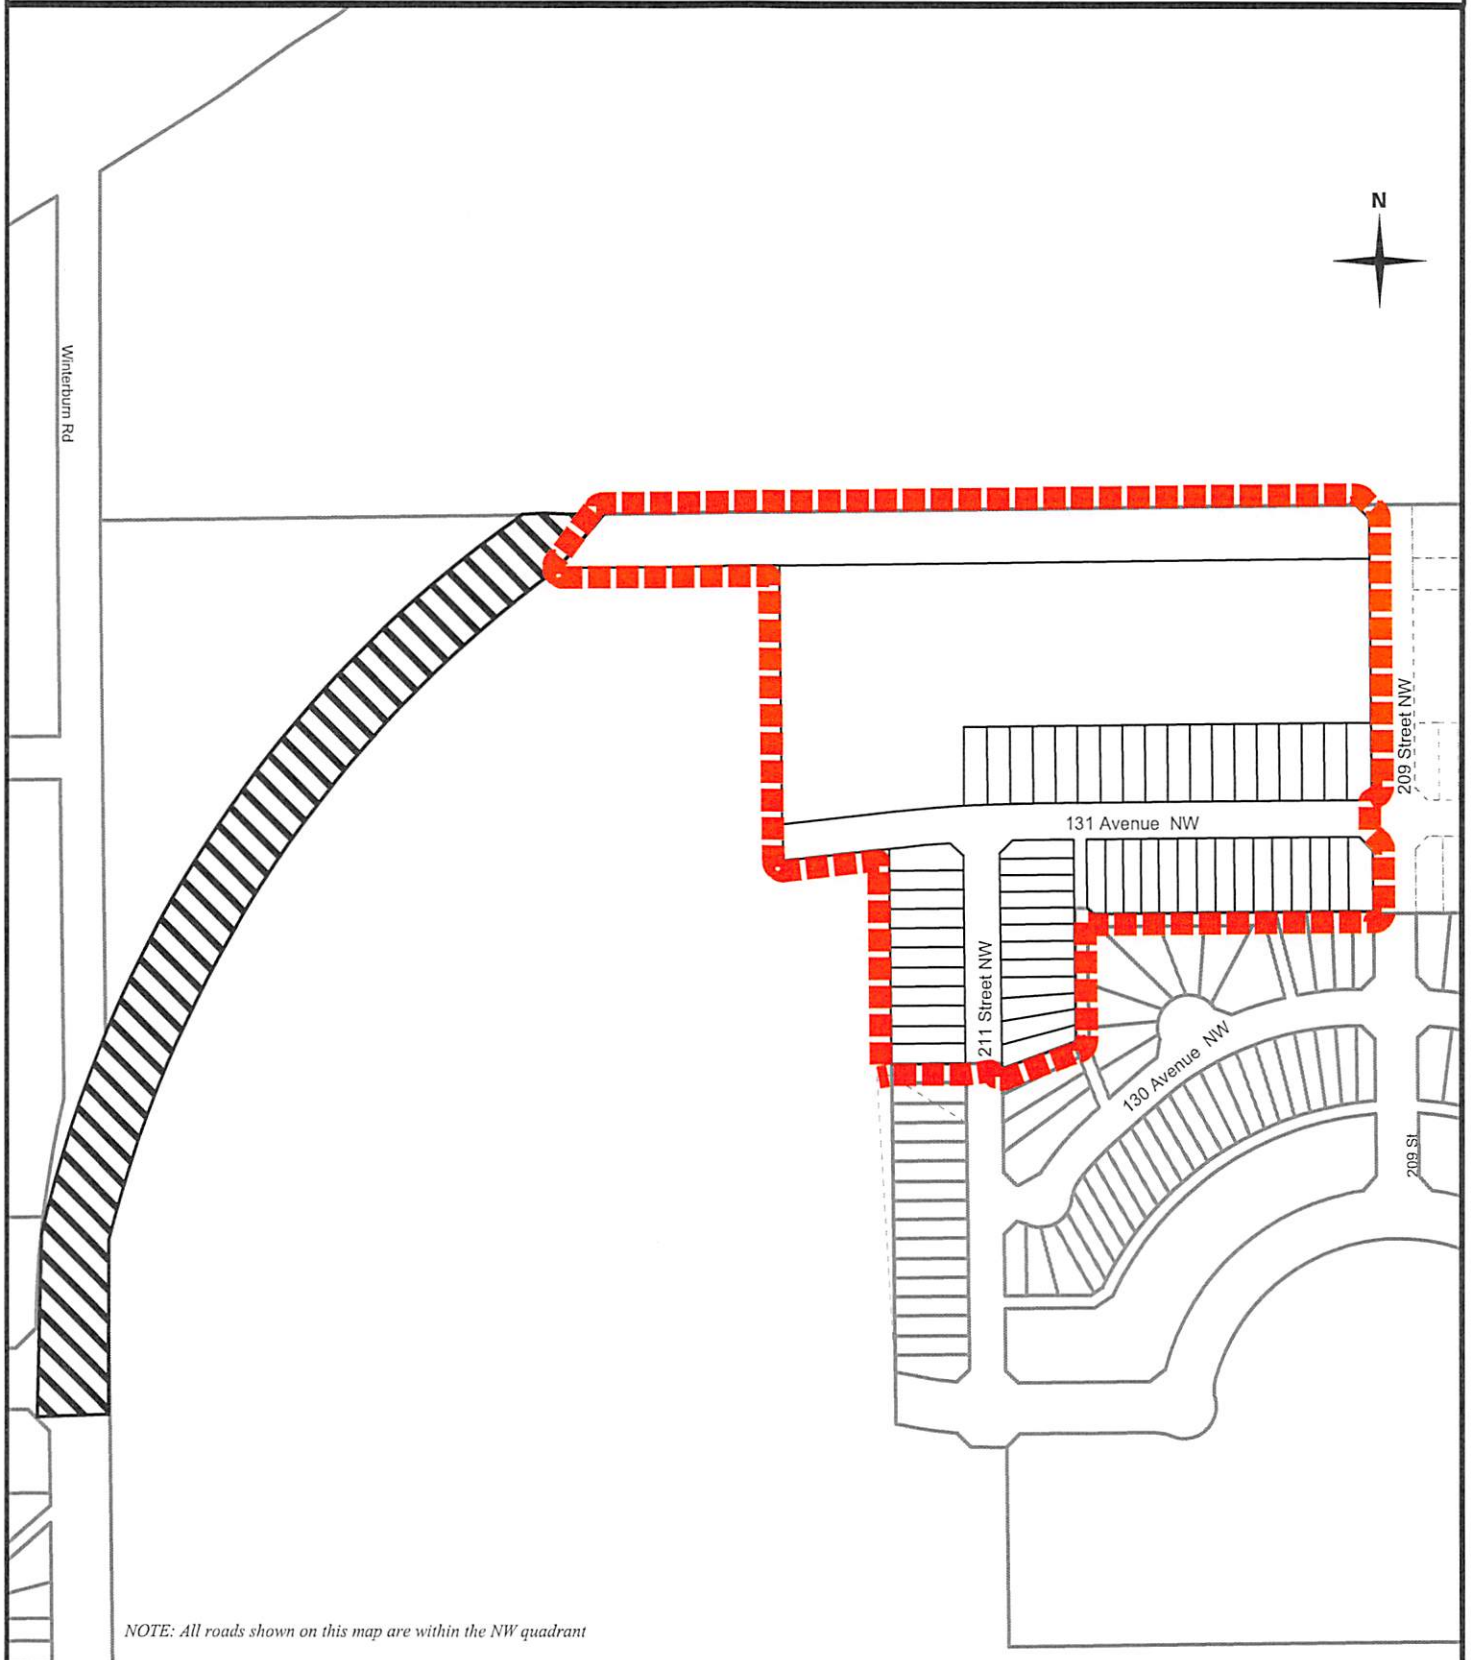 N
Winterburn Rd
209 Street NW
131 Avenue NW
211 Street NW
130 Avenue NW
209 St
NOTE: All roads shown on this map are within the NW quadrant